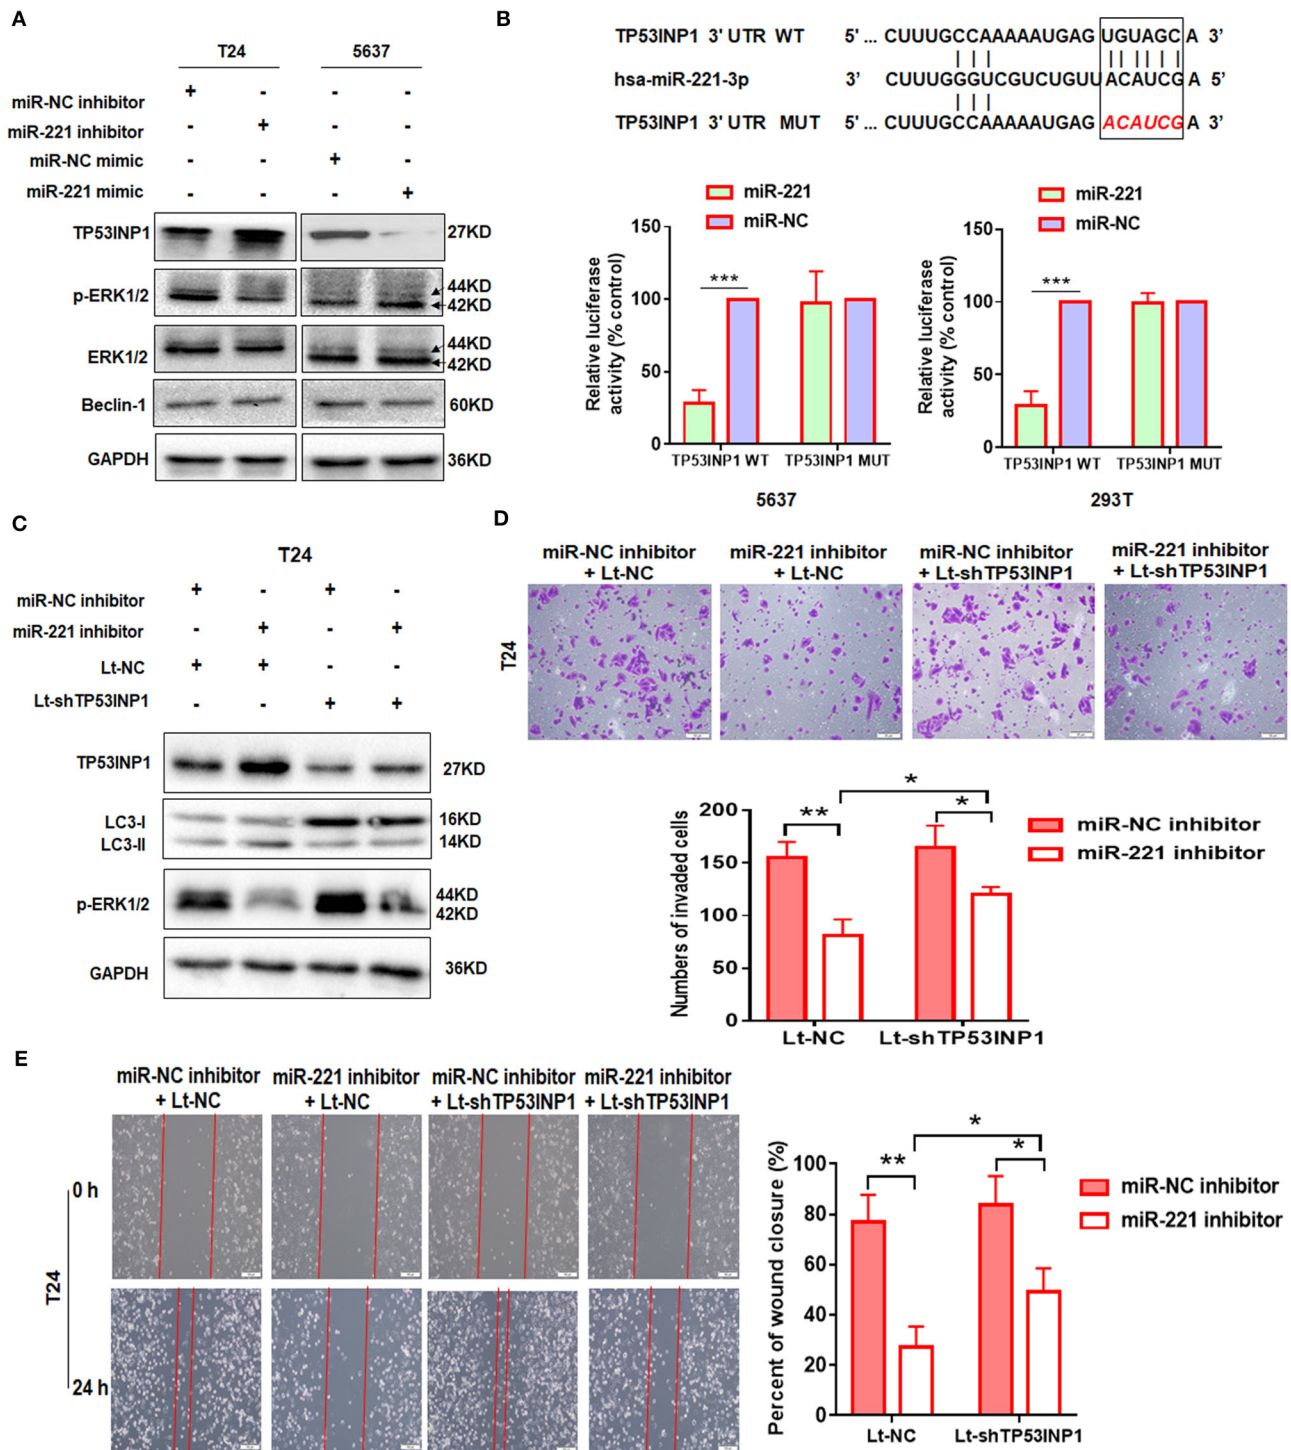 A
T24 5637
miR-NC inhibitor + - - -
miR-221 inhibitor - + - -
miR-NC mimic - - + -
miR-221 mimic - - - +
TP53INP1 27KD
p-ERK1/2 44KD
42KD
ERK1/2 44KD
42KD
Beclin-1 60KD
GAPDH 36KD
B
TP53INP1 3' UTR WT 5' ... CUUUGCCAAAAAUGAG UGUAGC A 3'
hsa-miR-221-3p 3' CUUUGGGUCGUCUGUU ACAUCG A 5'
TP53INP1 3' UTR MUT 5' ... CUUUGCCAAAAAUGAG ACAUCG A 3'
miR-221
miR-NC
Relative luciferase
activity (% control)
150
100
50
0
***
TP53INP1 WT TP53INP1 MUT
5637
miR-221
miR-NC
Relative luciferase
activity (% control)
150
100
50
0
***
TP53INP1 WT TP53INP1 MUT
293T
C
T24
miR-NC inhibitor + - + -
miR-221 inhibitor - + - +
Lt-NC + + - -
Lt-shTP53INP1 - - + +
TP53INP1 27KD
LC3-I 16KD
LC3-II 14KD
p-ERK1/2 44KD
42KD
GAPDH 36KD
D
miR-NC inhibitor
+ Lt-NC
miR-221 inhibitor
+ Lt-NC
miR-NC inhibitor
+ Lt-shTP53INP1
miR-221 inhibitor
+ Lt-shTP53INP1
T24
Numbers of invaded cells
200
150
100
50
0
**
*
*
Lt-NC Lt-shTP53INP1
miR-NC inhibitor
miR-221 inhibitor
E
miR-NC inhibitor
+ Lt-NC
miR-221 inhibitor
+ Lt-NC
miR-NC inhibitor
+ Lt-shTP53INP1
miR-221 inhibitor
+ Lt-shTP53INP1
T24
0 h
24 h
Percent of wound closure (%)
100
80
60
40
20
0
**
*
*
Lt-NC Lt-shTP53INP1
miR-NC inhibitor
miR-221 inhibitor